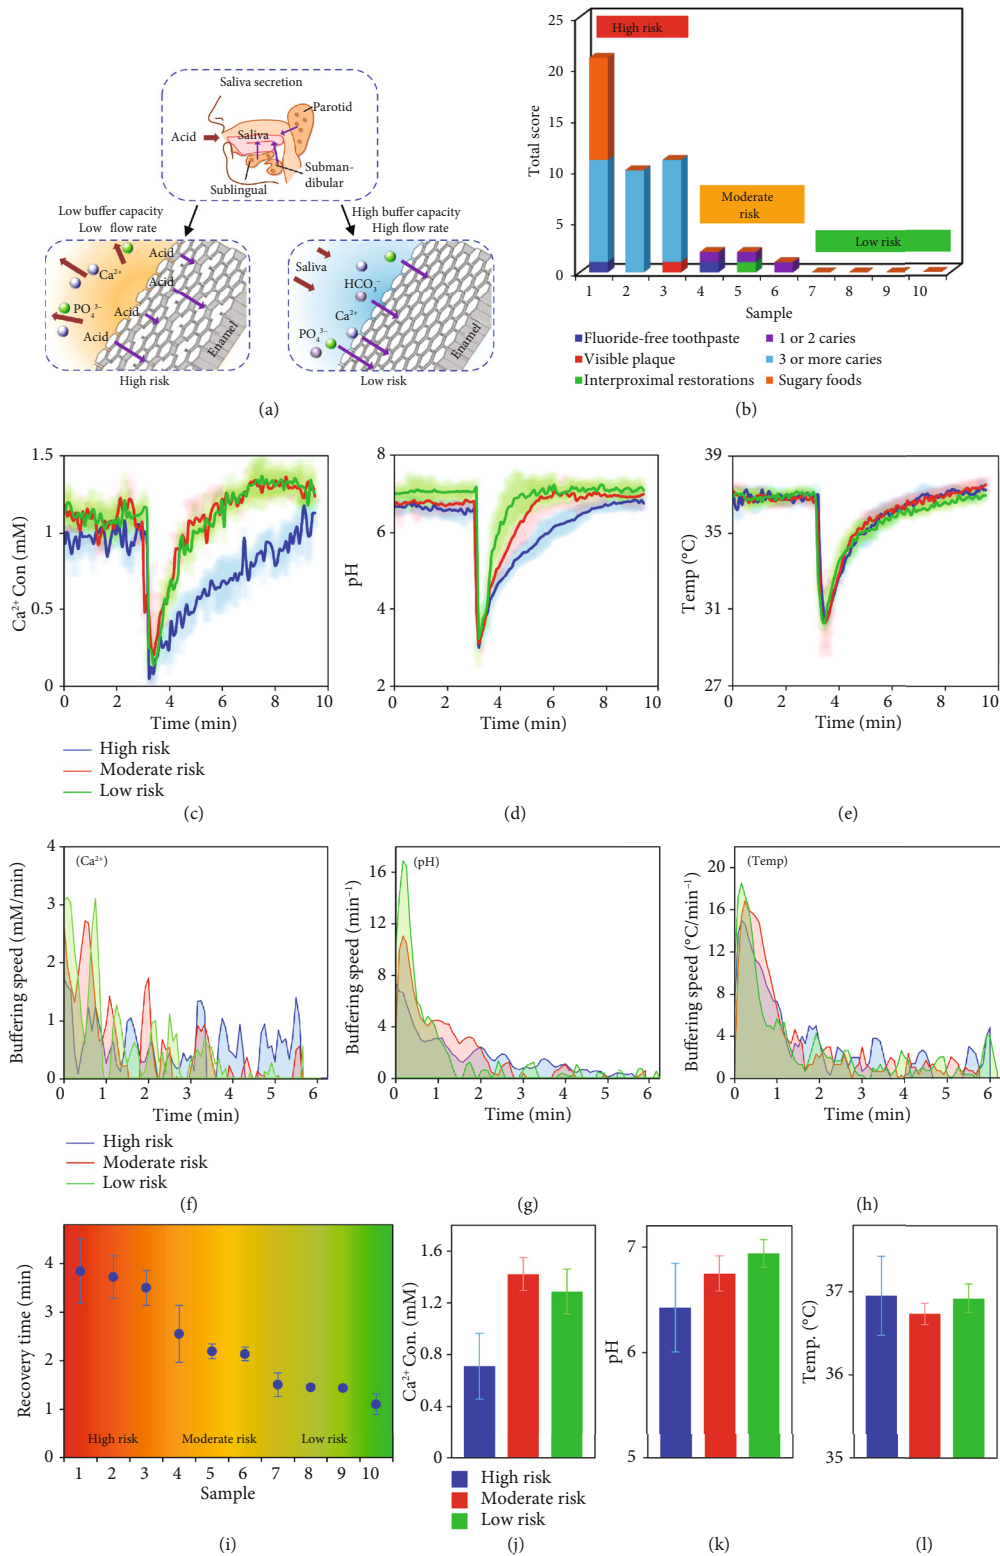 Saliva secretion
Parotid
Acid
Saliva
Subman-
dibular
Sublingual
Low buffer capacity
Low flow rate
High buffer capacity
High flow rate
Acid
Ca²⁺
Acid
PO₄³⁻
Acid
Acid
Enamel
High risk
Saliva
HCO₃⁻
Ca²⁺
PO₄³⁻
Enamel
Low risk
(a)
25
20
15
10
5
0
Total score
High risk
Moderate
risk
Low risk
1 2 3 4 5 6 7 8 9 10
Sample
Fluoride-free toothpaste
Visible plaque
Interproximal restorations
1 or 2 caries
3 or more caries
Sugary foods
(b)
1.5
1
0.5
0
Ca²⁺ Con (mM)
0 2 4 6 8 10
Time (min)
High risk
Moderate risk
Low risk
(c)
8
6
4
2
pH
0 2 4 6 8 10
Time (min)
(d)
39
35
31
27
Temp (°C)
0 2 4 6 8 10
Time (min)
(e)
4
3
2
1
0
Buffering speed (mM/min)
(Ca²⁺)
0 1 2 3 4 5 6
Time (min)
High risk
Moderate risk
Low risk
(f)
16
12
8
4
0
Buffering speed (min⁻¹)
(pH)
0 1 2 3 4 5 6
Time (min)
(g)
20
16
12
8
4
0
Buffering speed (°C/min⁻¹)
(Temp)
0 1 2 3 4 5 6
Time (min)
(h)
4
3
2
1
0
Recovery time (min)
High risk
Moderate risk
Low risk
1 2 3 4 5 6 7 8 9 10
Sample
(i)
1.6
1.2
0.8
0.4
0
Ca²⁺ Con. (mM)
High risk
Moderate risk
Low risk
(j)
7
6
5
pH
(k)
37
36
35
Temp. (°C)
(l)